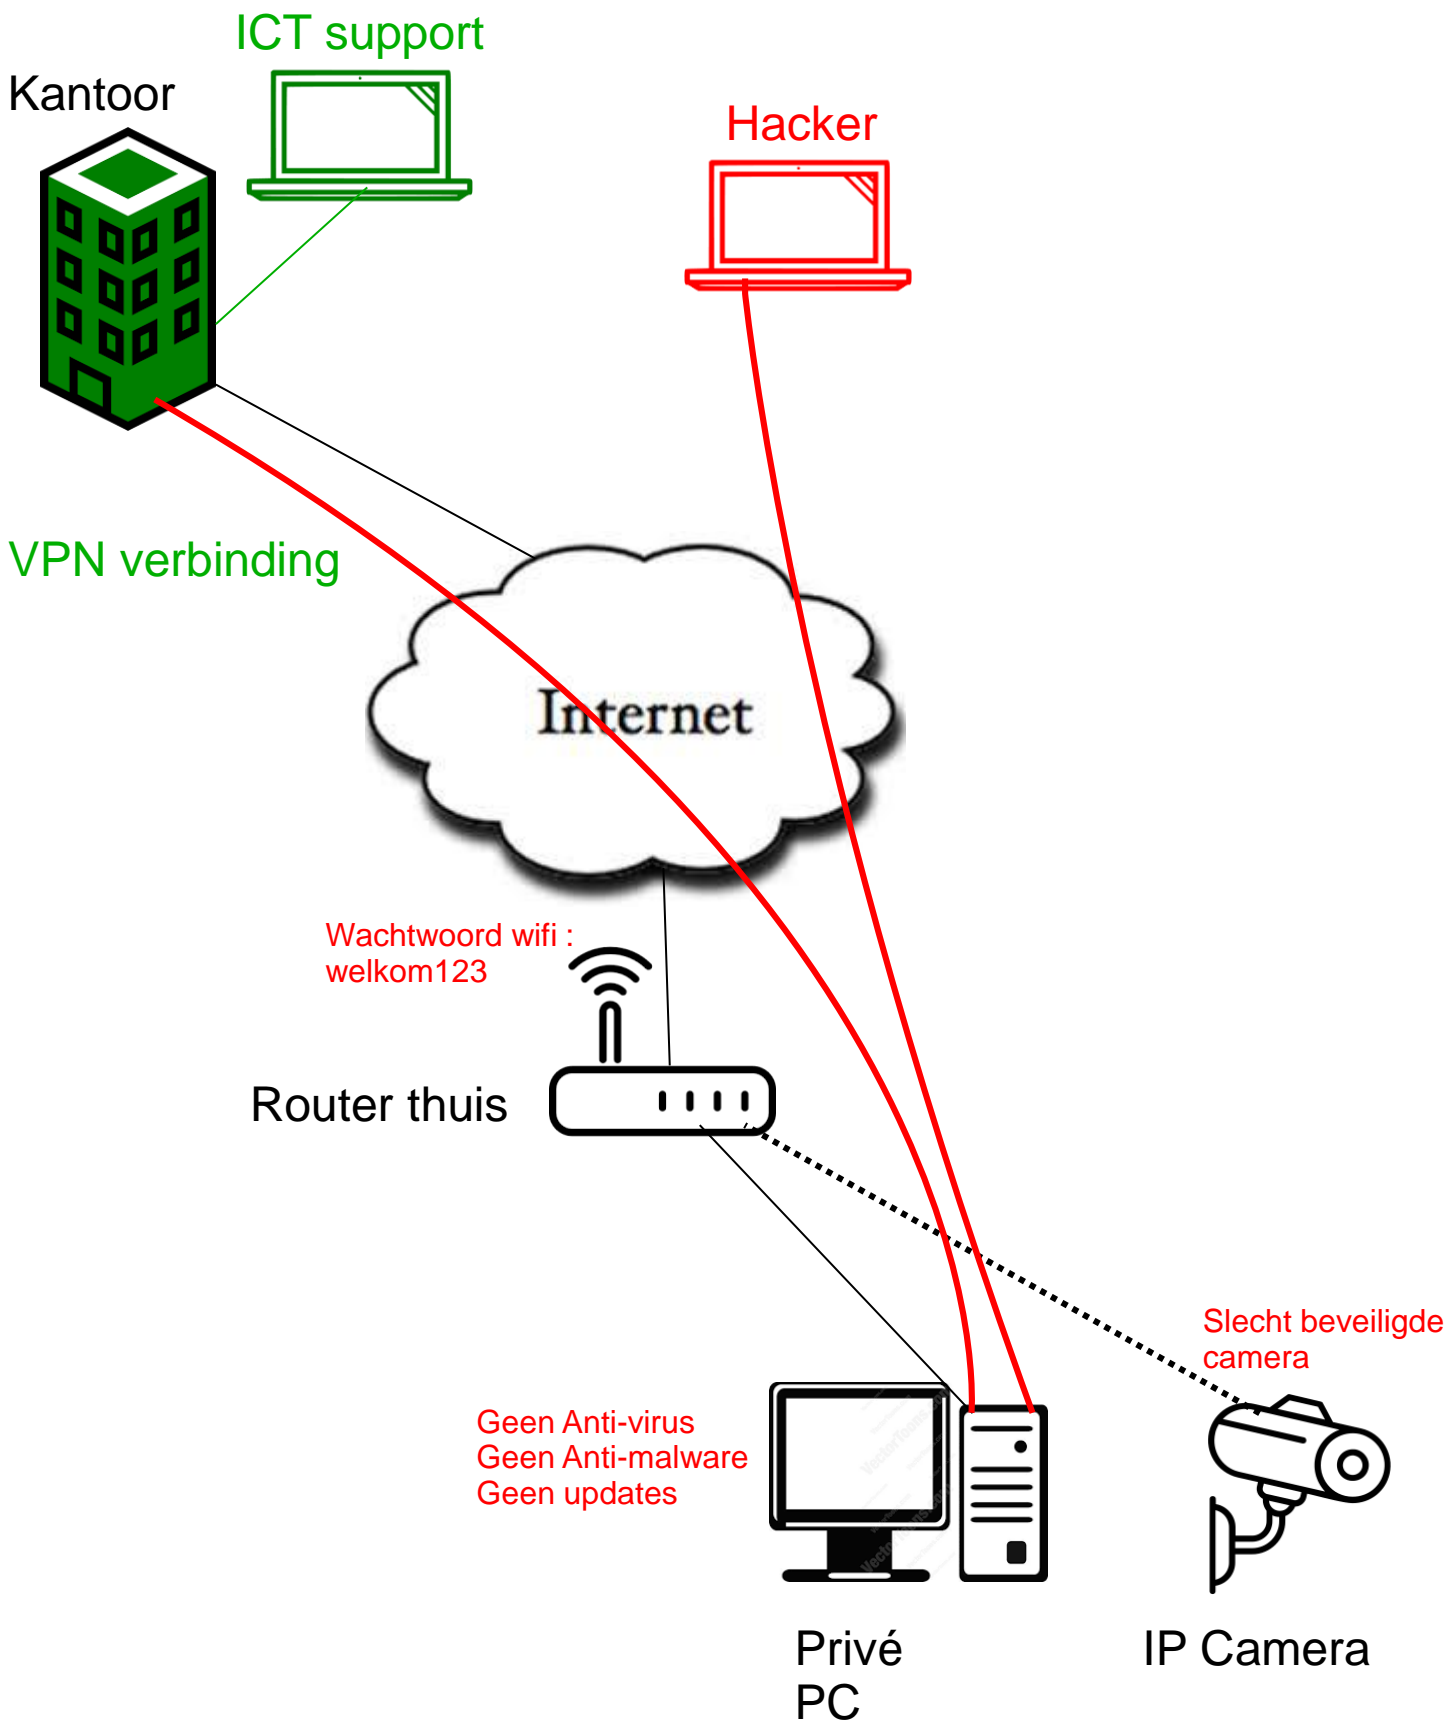 ICT support
Kantoor
Hacker
VPN verbinding
Internet
Wachtwoord wifi :
welkom123
Router thuis
Slecht beveiligde
camera
Geen Anti-virus
Geen Anti-malware
Geen updates
Privé
PC
IP Camera